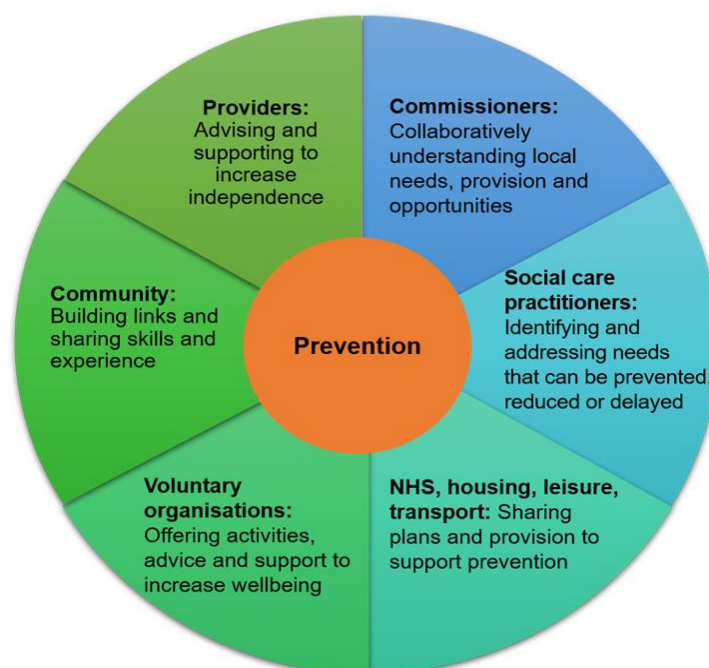 Providers:
Advising and
supporting to
increase
independence
Commissioners:
Collaboratively
understanding local
needs, provision and
opportunities
Social care
practitioners:
Identifying and
addressing needs
that can be prevented,
reduced or delayed
NHS, housing, leisure,
transport: Sharing
plans and provision to
support prevention
Voluntary
organisations:
Offering activities,
advice and support to
increase wellbeing
Community:
Building links and
sharing skills and
experience
Prevention